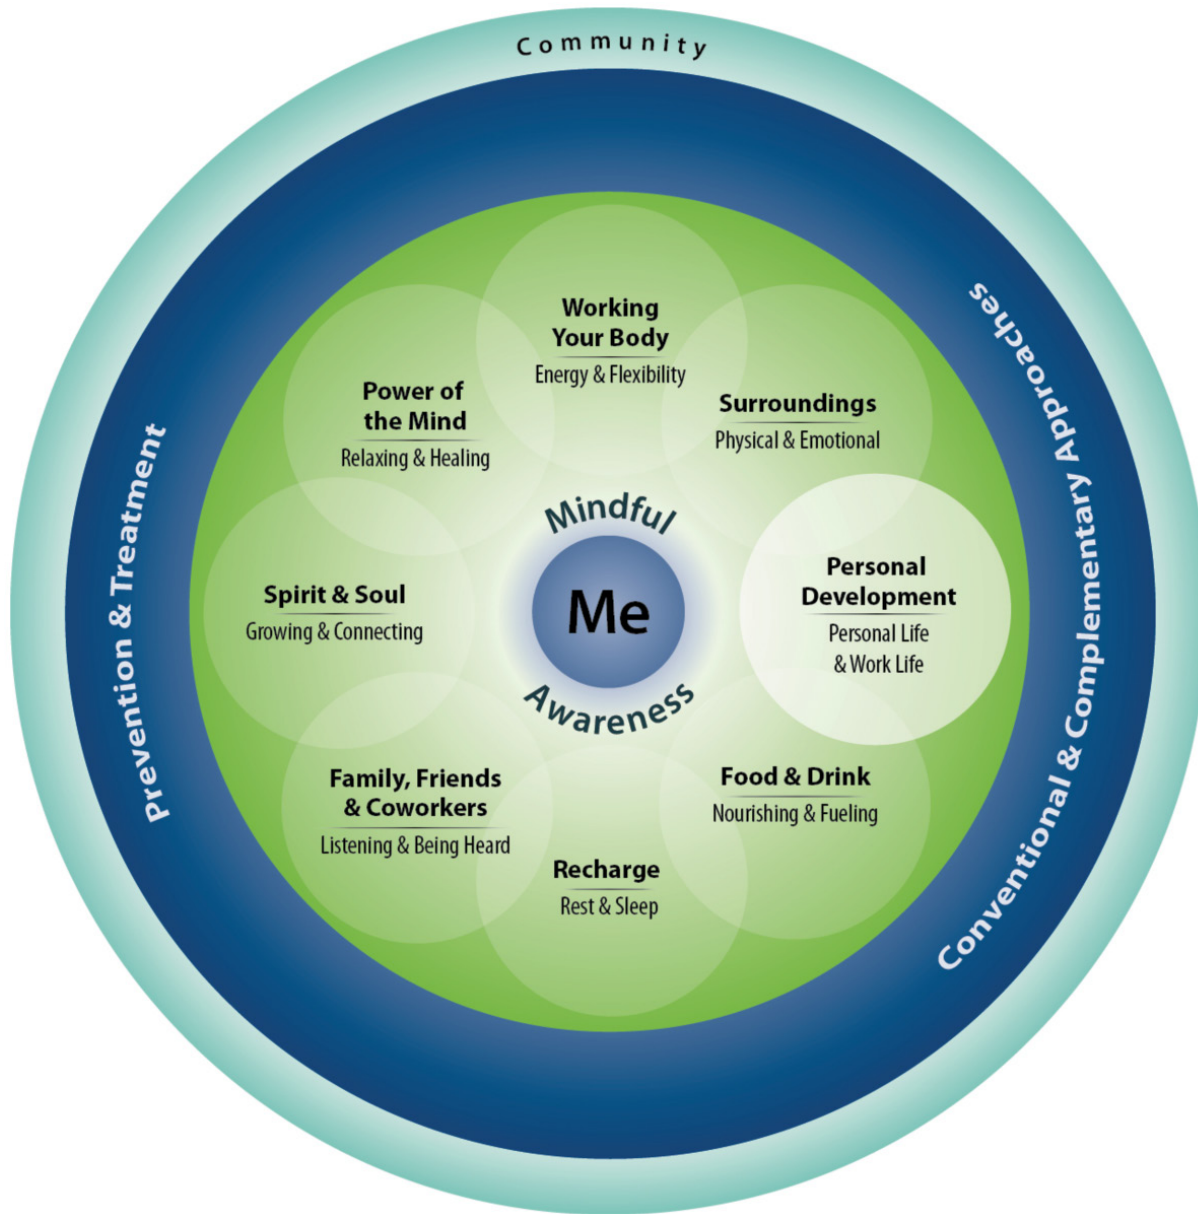 Community
Prevention & Treatment
Conventional & Complementary Approaches
Working
Your Body
Energy & Flexibility
Surroundings
Physical & Emotional
Personal
Development
Personal Life
& Work Life
Food & Drink
Nourishing & Fueling
Recharge
Rest & Sleep
Family, Friends
& Coworkers
Listening & Being Heard
Spirit & Soul
Growing & Connecting
Power of
the Mind
Relaxing & Healing
Mindful
Me
Awareness